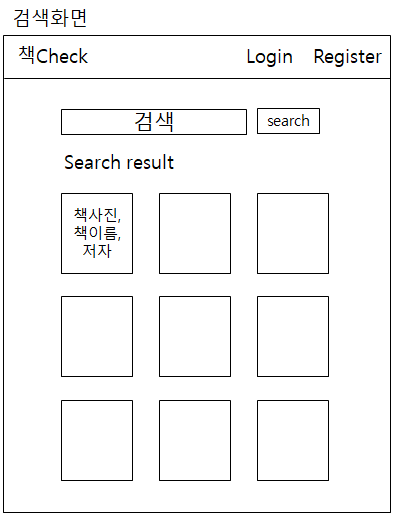 검색화면
책Check Login Register
검색 search
Search result
책사진,
책이름,
저자